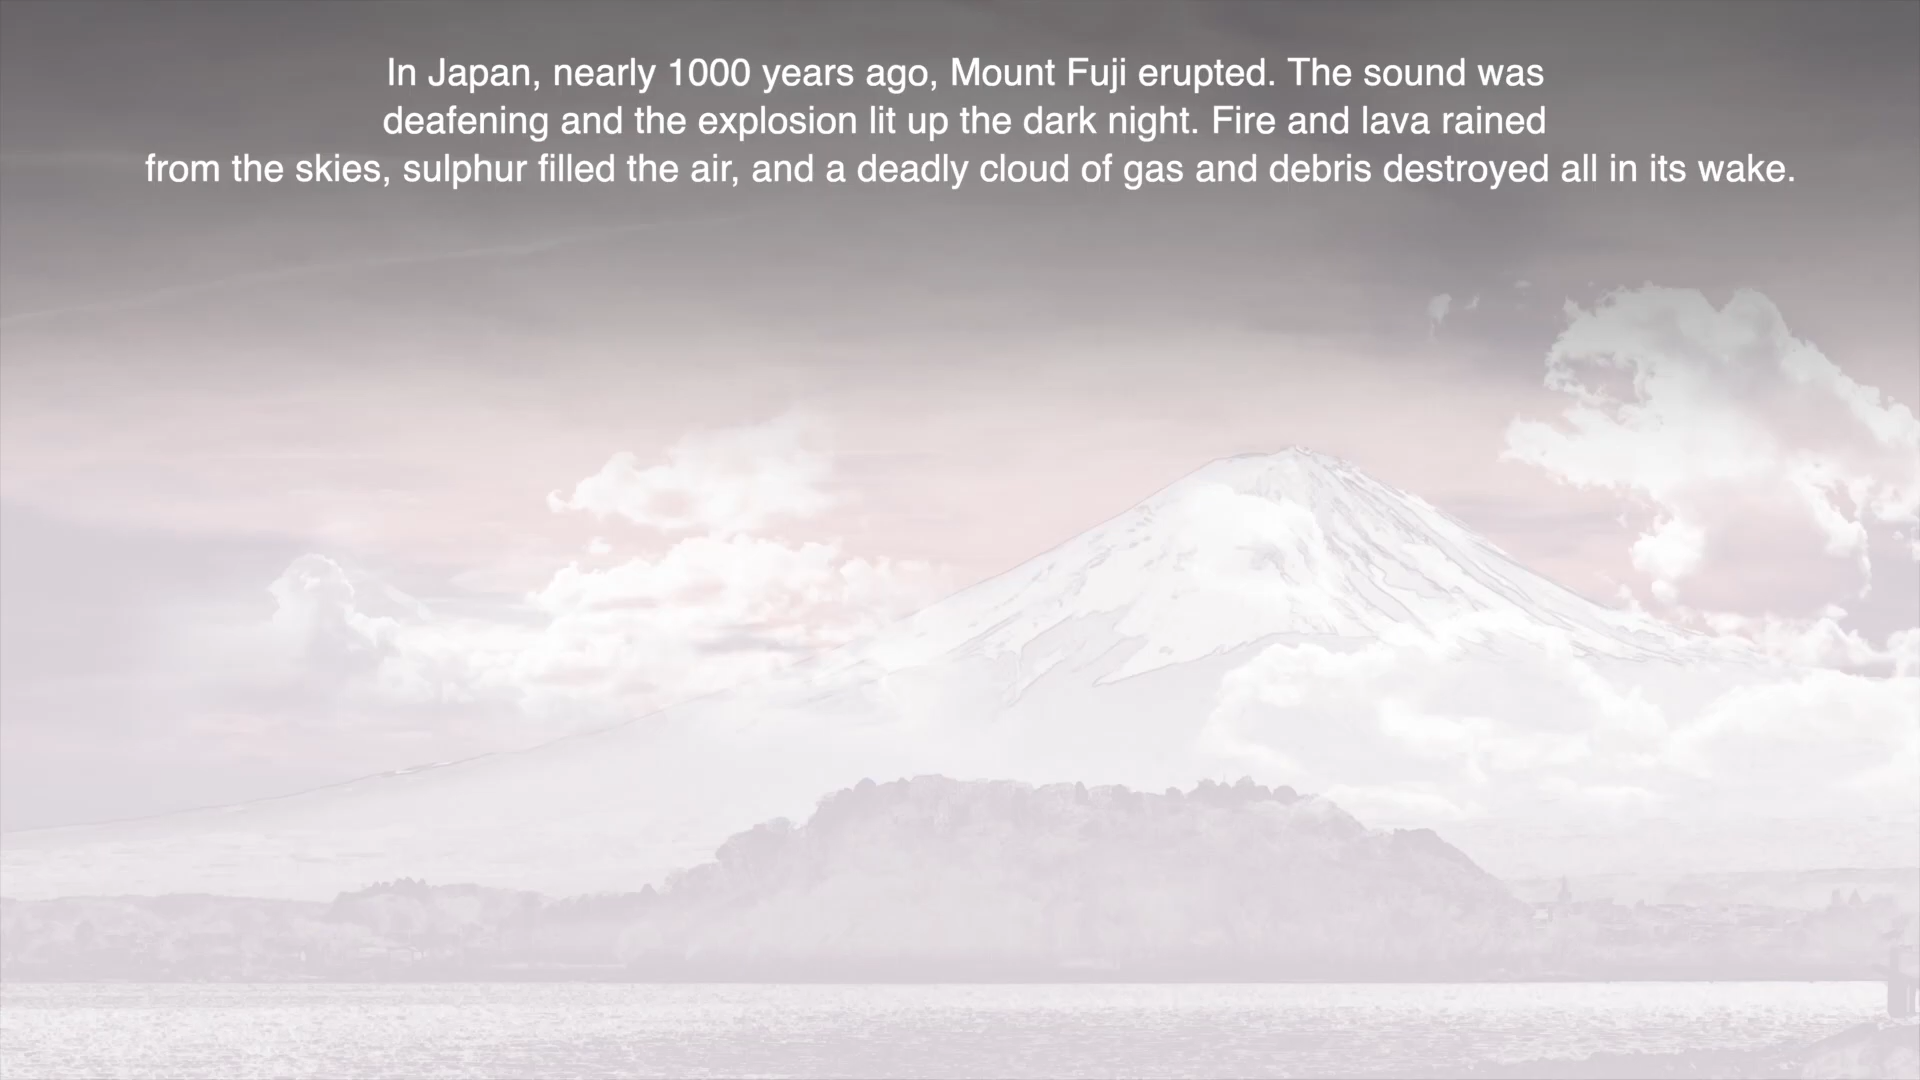 In Japan, nearly 1000 years ago, Mount Fuji erupted. The sound was
deafening and the explosion lit up the dark night. Fire and lava rained
from the skies, sulphur filled the air, and a deadly cloud of gas and debris destroyed all in its wake.